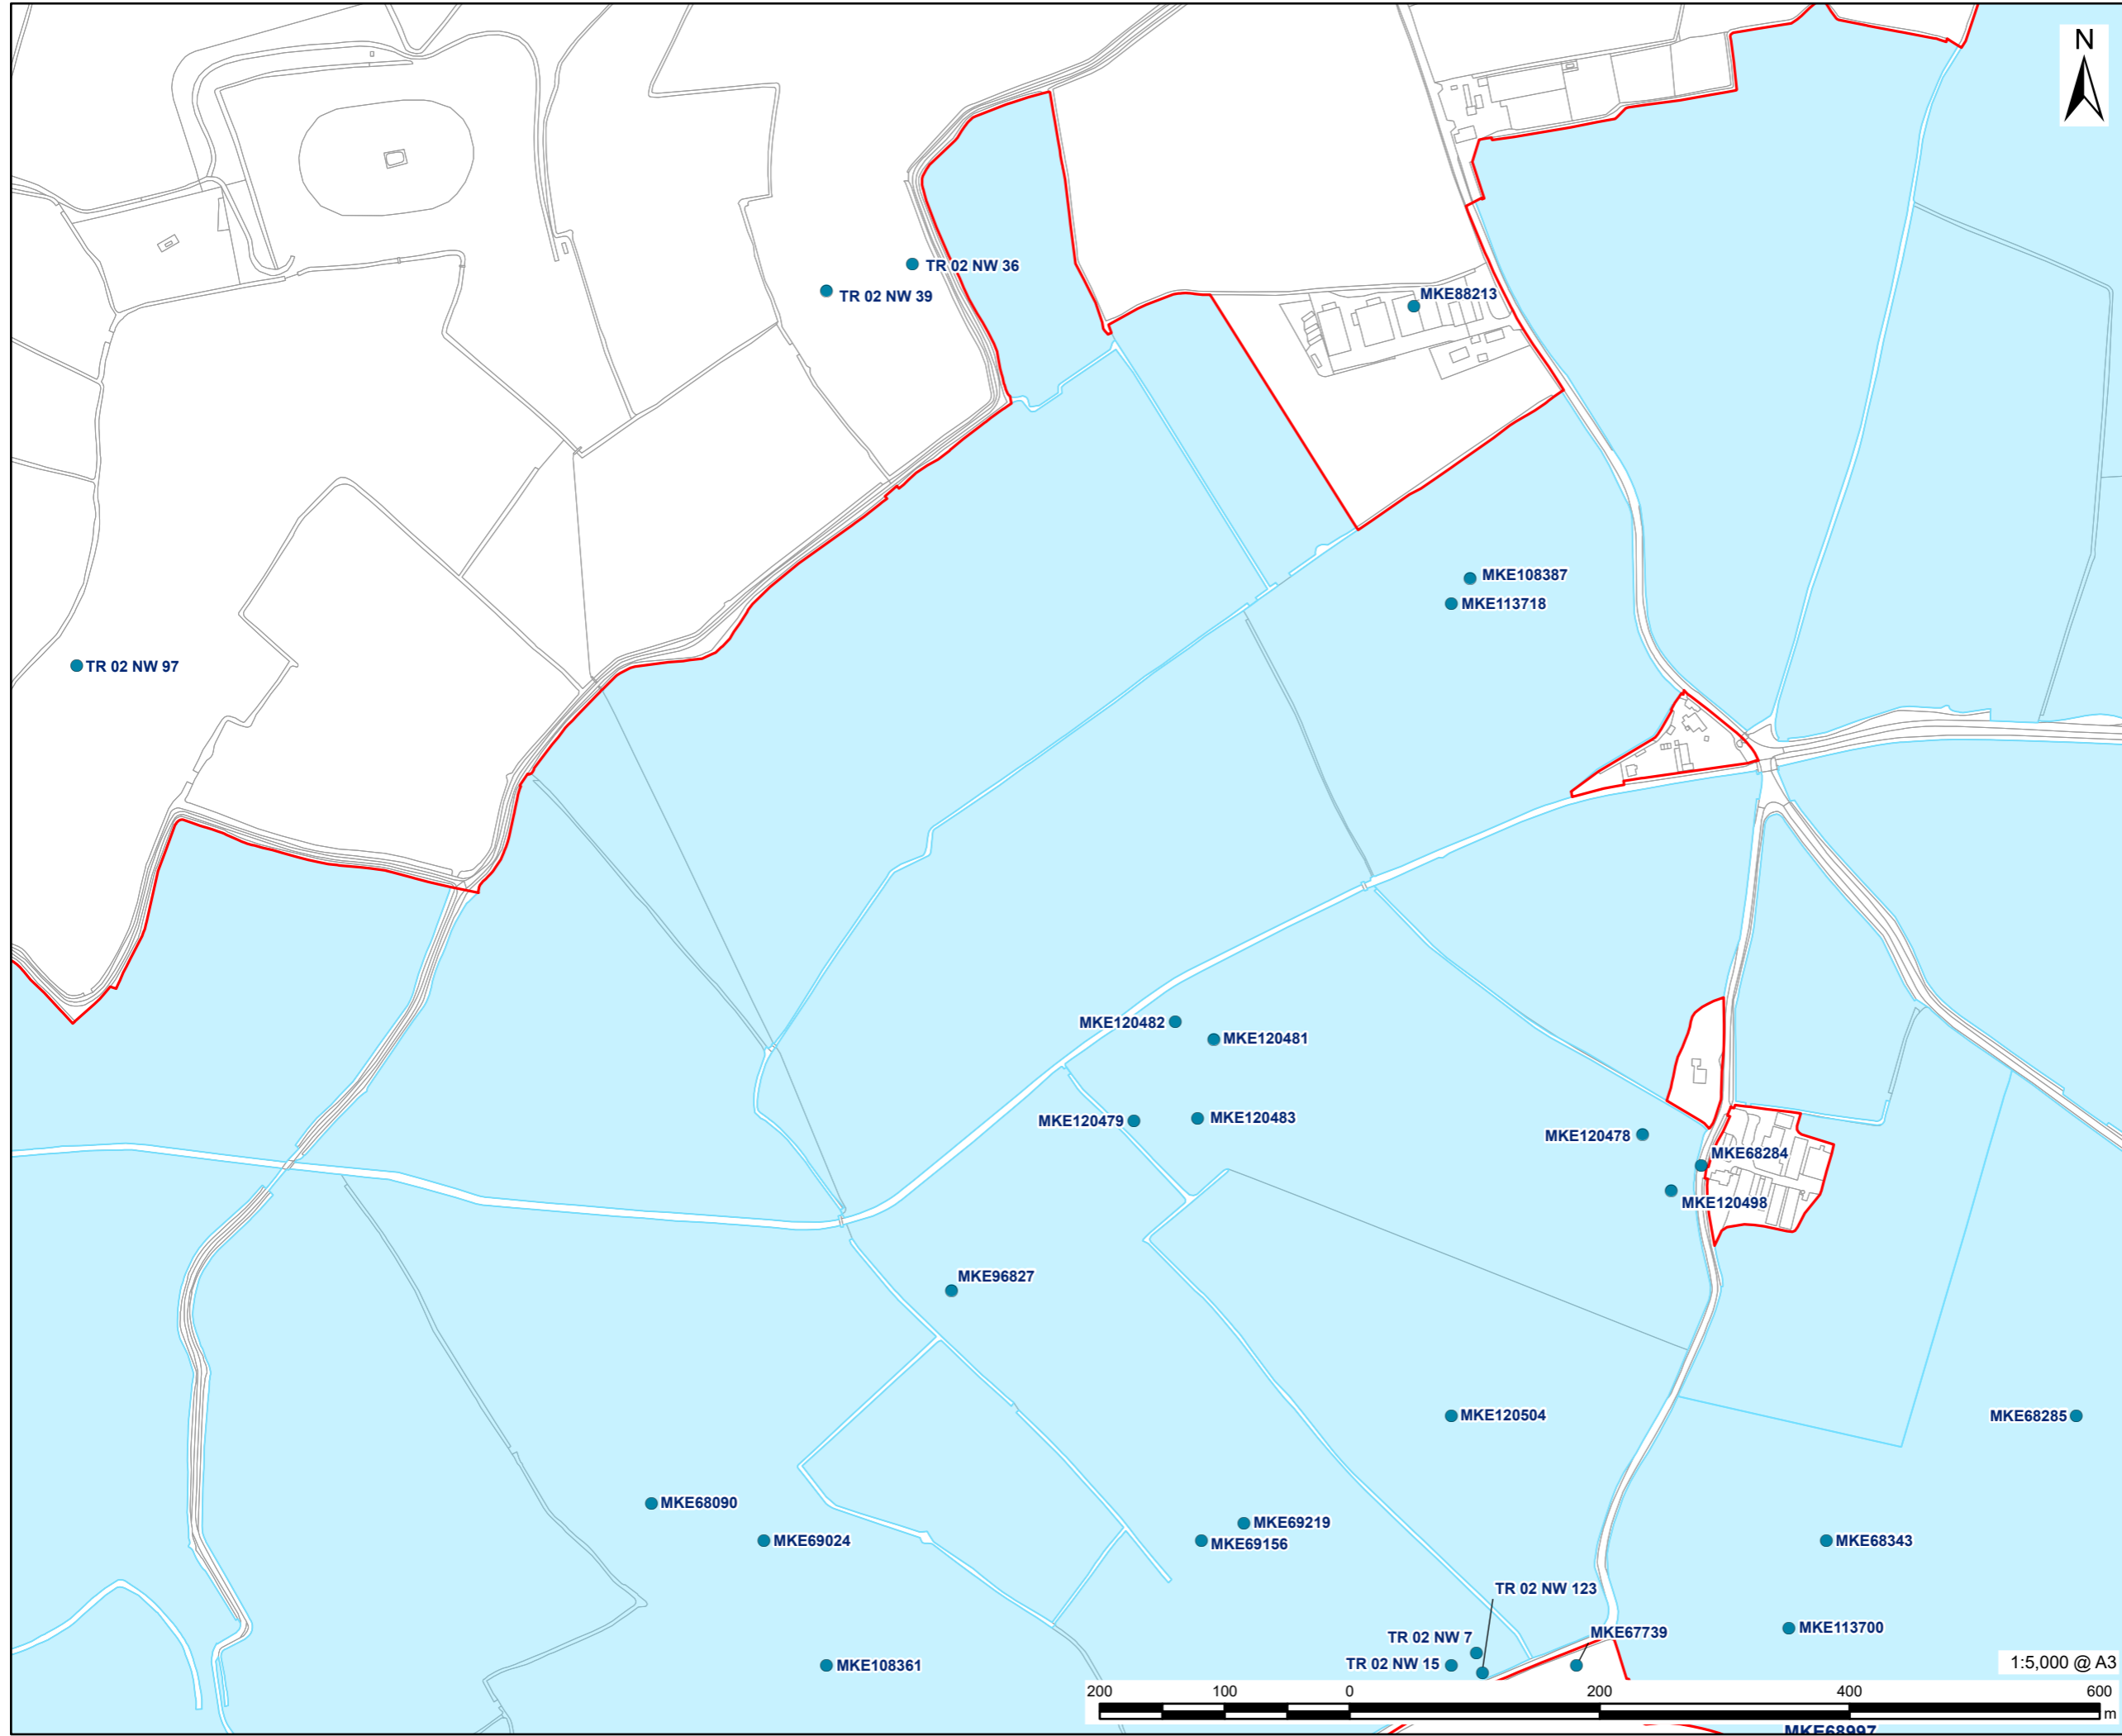 N
TR 02 NW 36
TR 02 NW 39
MKE88213
MKE108387
MKE113718
TR 02 NW 97
MKE120482
MKE120481
MKE120479
MKE120483
MKE120478
MKE68284
MKE120498
MKE96827
MKE120504
MKE68285
MKE68090
MKE69219
MKE69024
MKE69156
MKE68343
TR 02 NW 123
MKE113700
MKE67739
TR 02 NW 7
TR 02 NW 15
MKE108361
1:5,000 @ A3
200 100 0 200 400 600
m
MKE68997